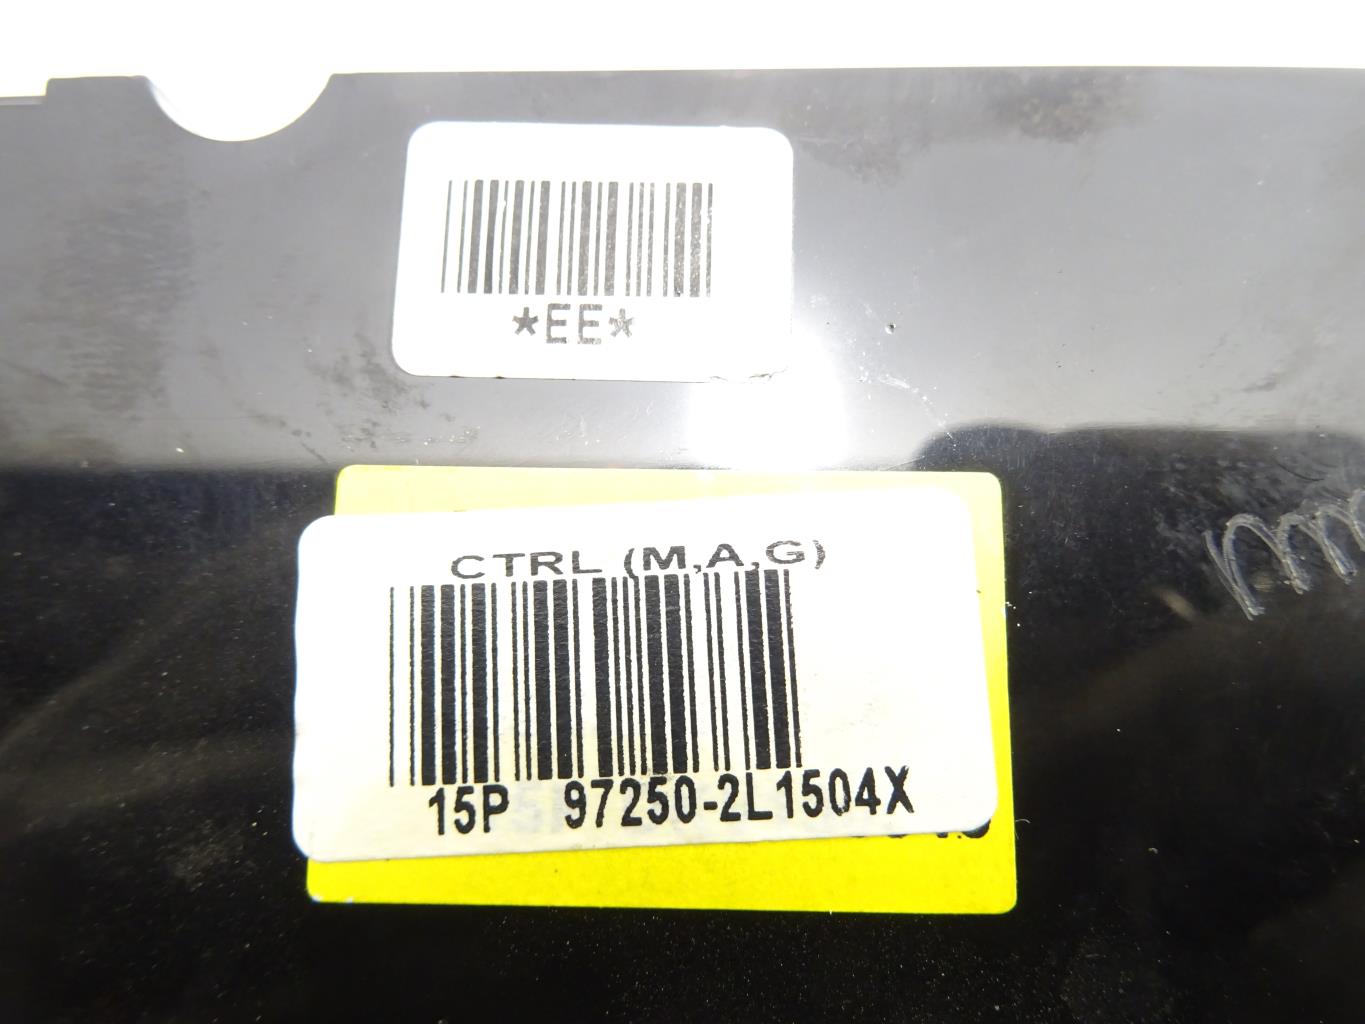 *EE*
CTRL (M,A,G)
15P 97250-2L1504X